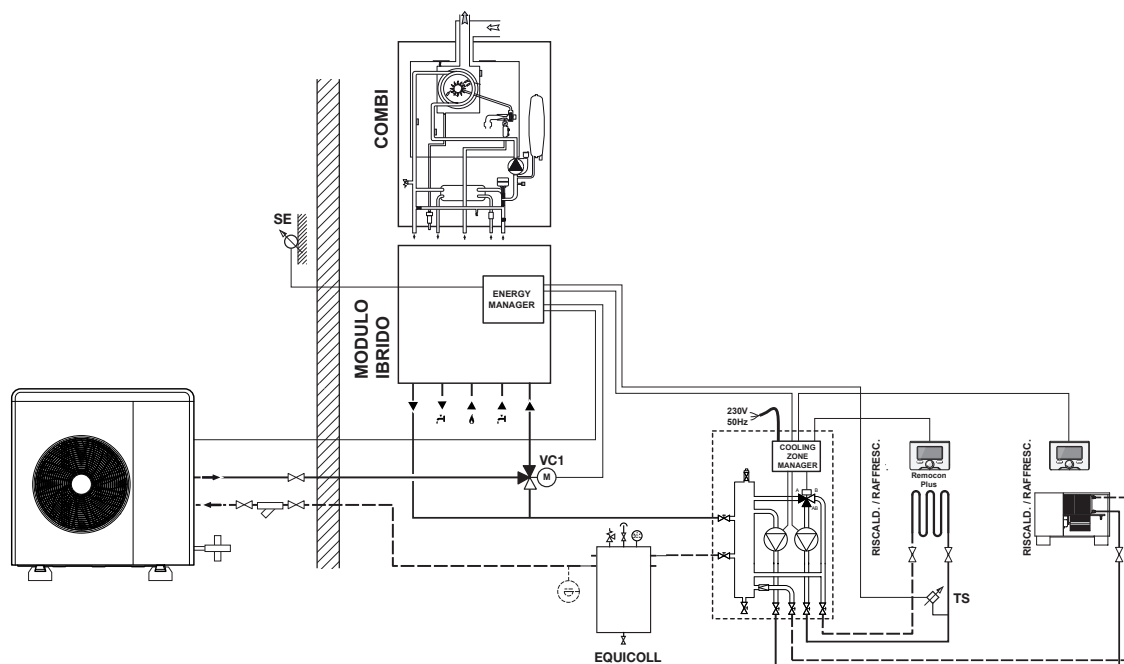 COMBI
SE
ENERGY
MANAGER
MODULO
IBRIDO
230V
50Hz
VC1
M
COOLING
ZONE
MANAGER
A
B
AB
RISCALD. / RAFFRESC.
Remocon
Plus
RISCALD. / RAFFRESC.
TS
EQUICOLL